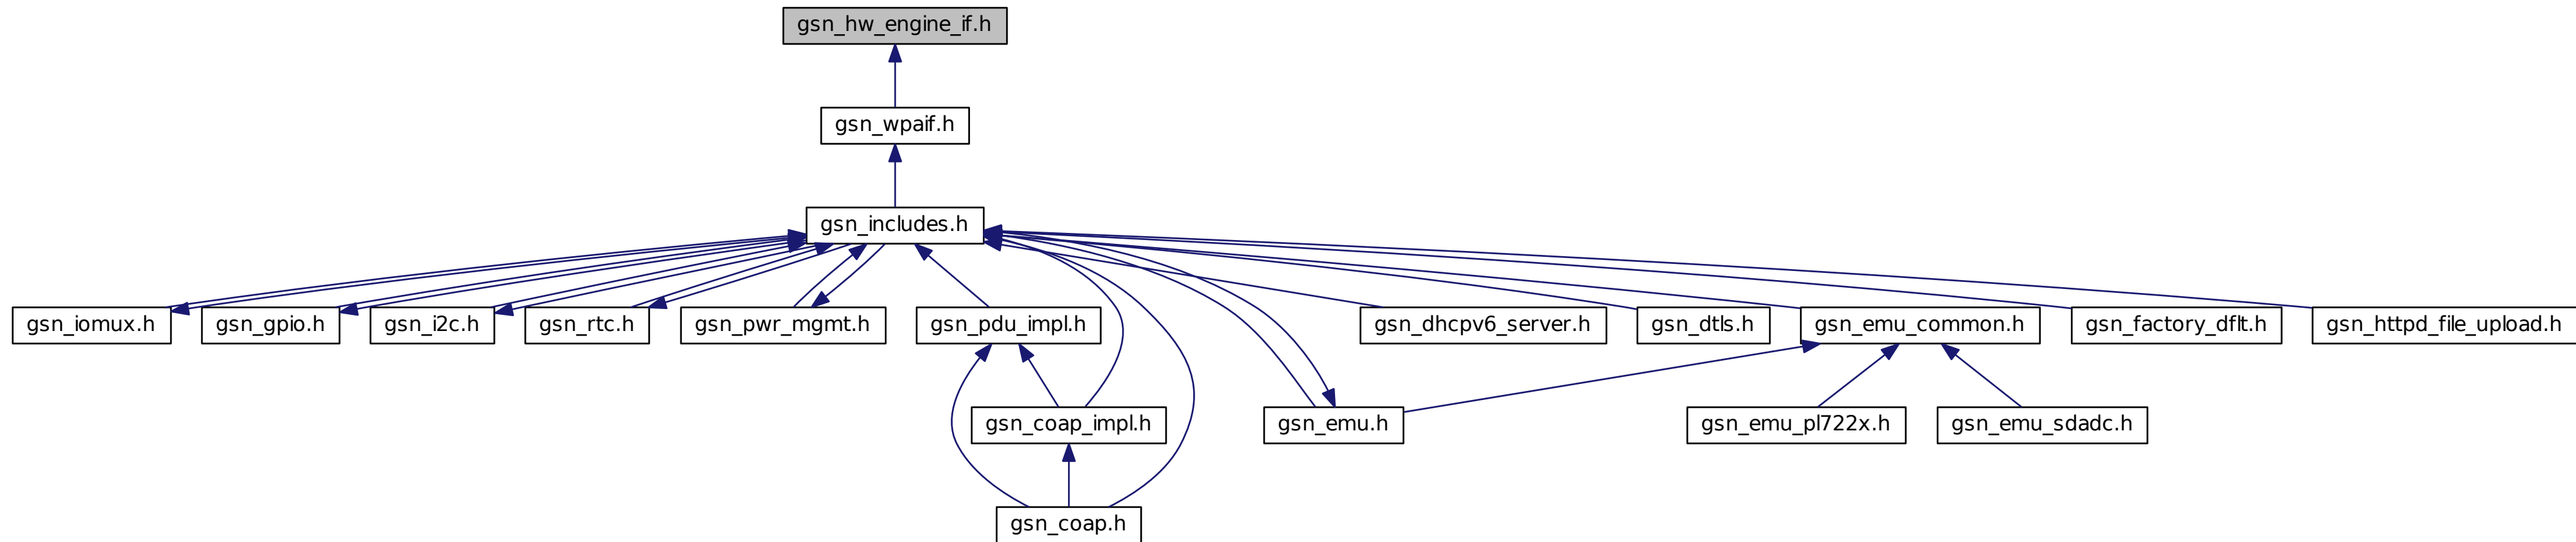 gsn_hw_engine_if.h
gsn_wpaif.h
gsn_includes.h
gsn_iomux.h
gsn_gpio.h
gsn_i2c.h
gsn_rtc.h
gsn_pwr_mgmt.h
gsn_pdu_impl.h
gsn_dhcpv6_server.h
gsn_dtls.h
gsn_emu_common.h
gsn_factory_dflt.h
gsn_httpd_file_upload.h
gsn_coap_impl.h
gsn_emu.h
gsn_emu_pl722x.h
gsn_emu_sdadc.h
gsn_coap.h